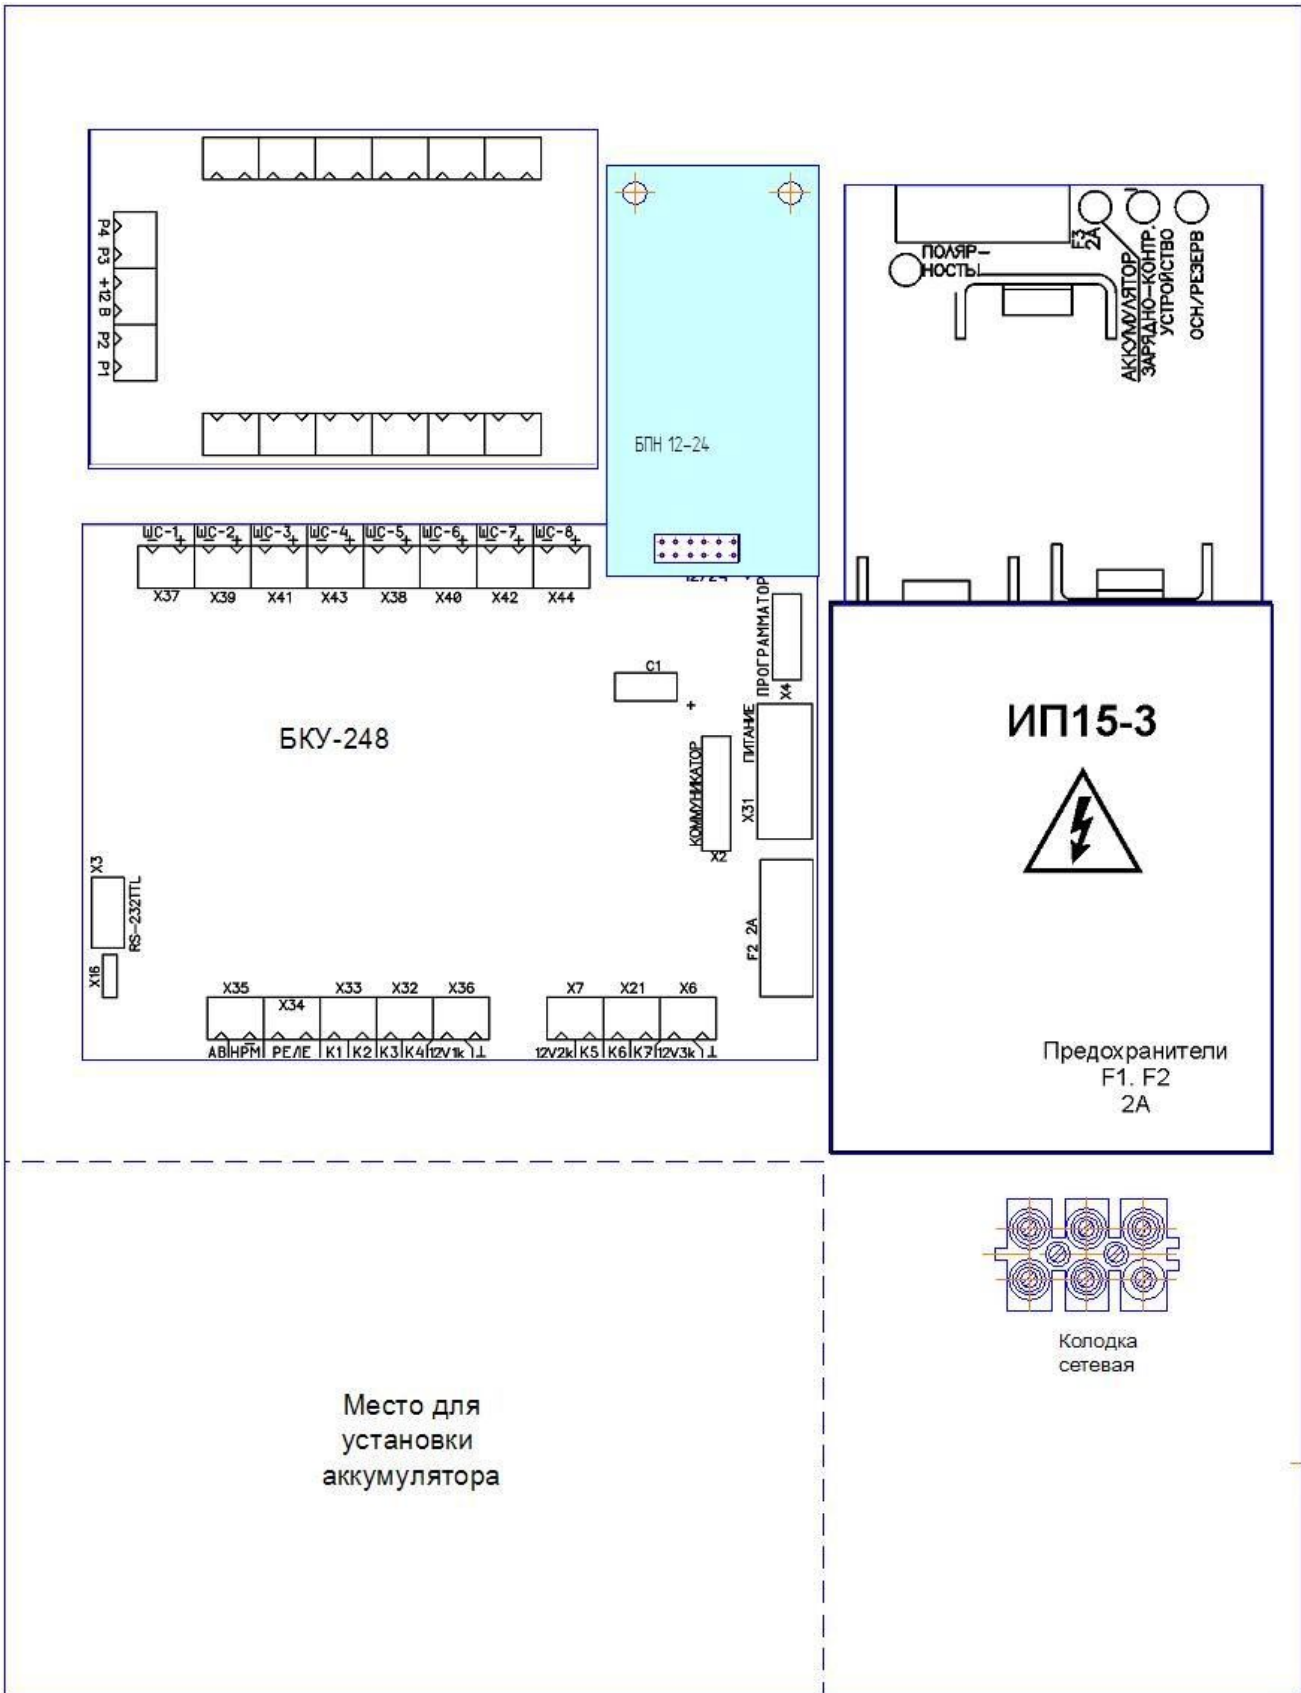 P4
P3
+12 В
P2
P1
БПН 12-24
F3
2А
ПОЛЯР-
НОСТЬ
АККУМУЛЯТОР
ЗАРЯДНО-КОНТР.
УСТРОЙСТВО
ОСН/РЕЗЕРВ
ШС-1 ШС-2 ШС-3 ШС-4 ШС-5 ШС-6 ШС-7 ШС-8
- + - + - + - + - + - + - + - +
X37 X39 X41 X43 X38 X40 X42 X44
ПРОГРАММАТОР
X4
C1
+
БКУ-248
КОММУНИКАТОР
X2
ПИТАНИЕ
X31
ИП15-3
X3
RS-232TTL
X16
F2 2А
X35 X34 X33 X32 X36 X7 X21 X6
АВ НРМ РЕЛЕ К1 К2 К3 К4 12V1k ⊥ 12V2k К5 К6 К7 12V3k ⊥
Предохранители
F1. F2
2А
Колодка
сетевая
Место для
установки
аккумулятора